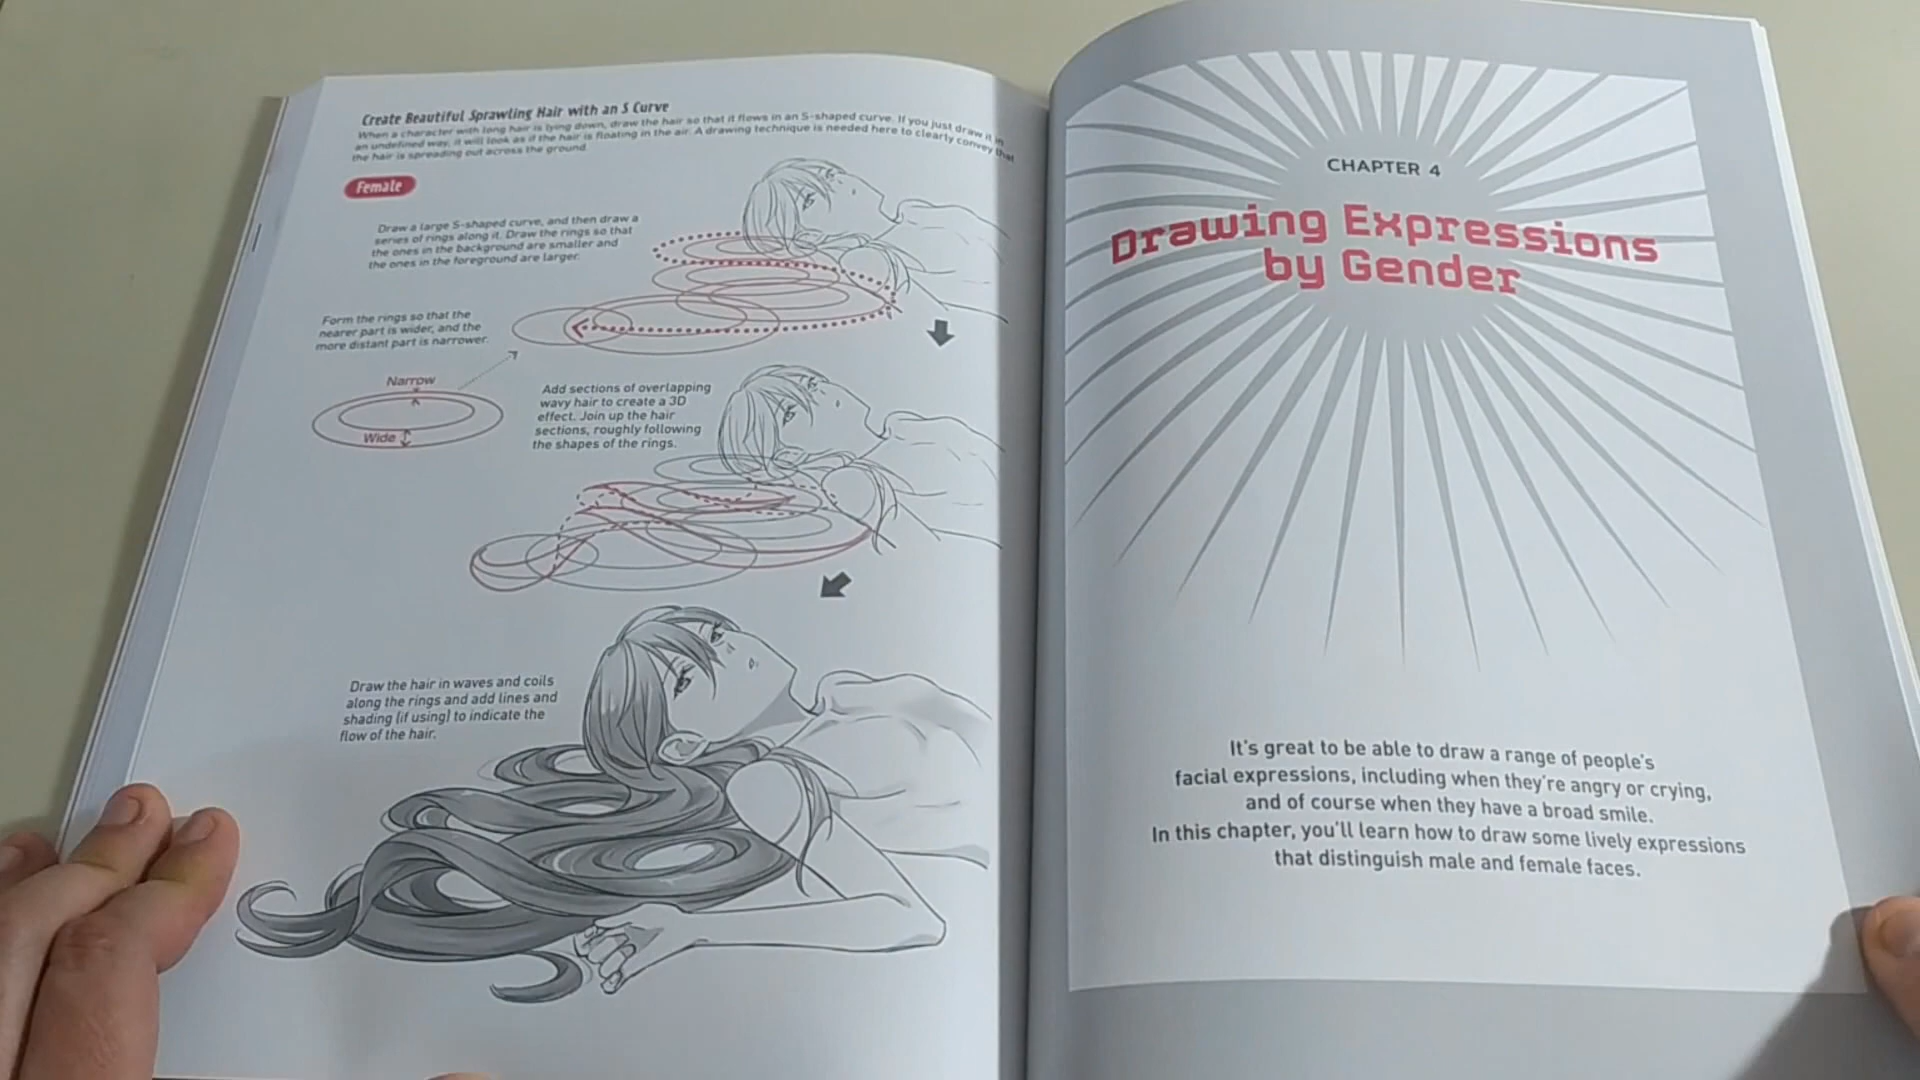 Create Beautiful Sprawling Hair with an S Curve
When a character with long hair is lying down, draw the hair so that it flows in an S-shaped curve. If you just draw it in
an undefined way, it will look as if the hair is floating in the air. A drawing technique is needed here to clearly convey that
the hair is spreading out across the ground.
Female
Draw a large S-shaped curve, and then draw a
series of rings along it. Draw the rings so that
the ones in the background are smaller and
the ones in the foreground are larger.
Form the rings so that the
nearer part is wider, and the
more distant part is narrower.
Narrow
Wide
Add sections of overlapping
wavy hair to create a 3D
effect. Join up the hair
sections, roughly following
the shapes of the rings.
Draw the hair in waves and coils
along the rings and add lines and
shading (if using) to indicate the
flow of the hair.
CHAPTER 4
Drawing Expressions
by Gender
It's great to be able to draw a range of people's
facial expressions, including when they're angry or crying,
and of course when they have a broad smile.
In this chapter, you'll learn how to draw some lively expressions
that distinguish male and female faces.